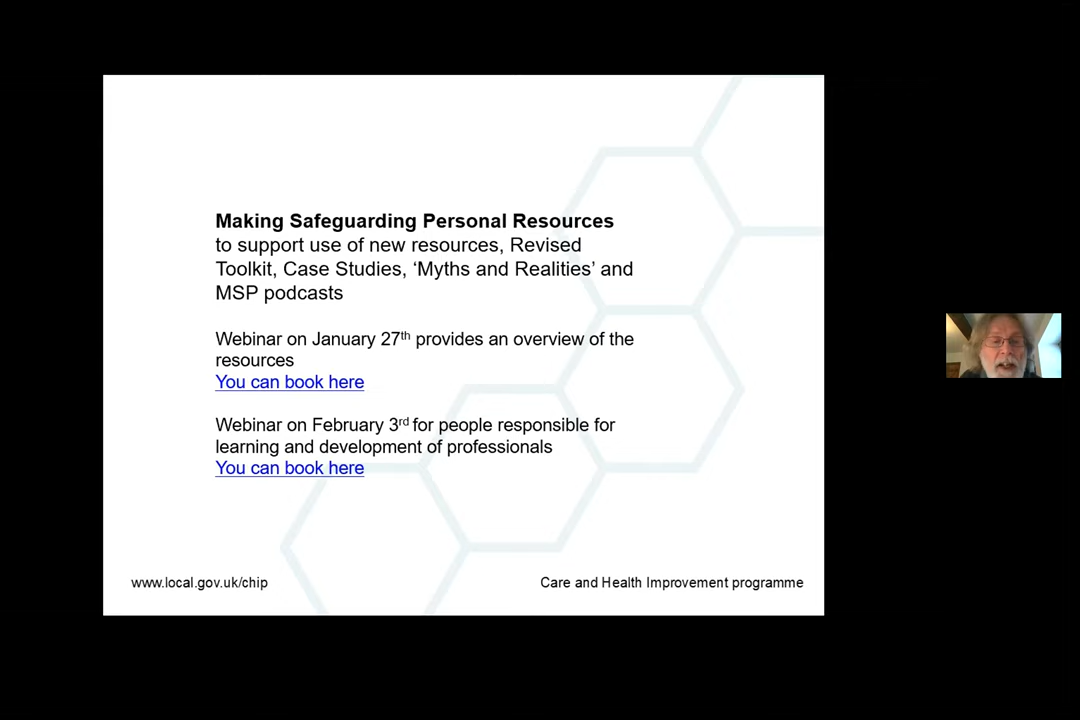 Making Safeguarding Personal Resources
to support use of new resources, Revised
Toolkit, Case Studies, ‘Myths and Realities’ and
MSP podcasts
Webinar on January 27th provides an overview of the
resources
You can book here
Webinar on February 3rd for people responsible for
learning and development of professionals
You can book here
www.local.gov.uk/chip
Care and Health Improvement programme